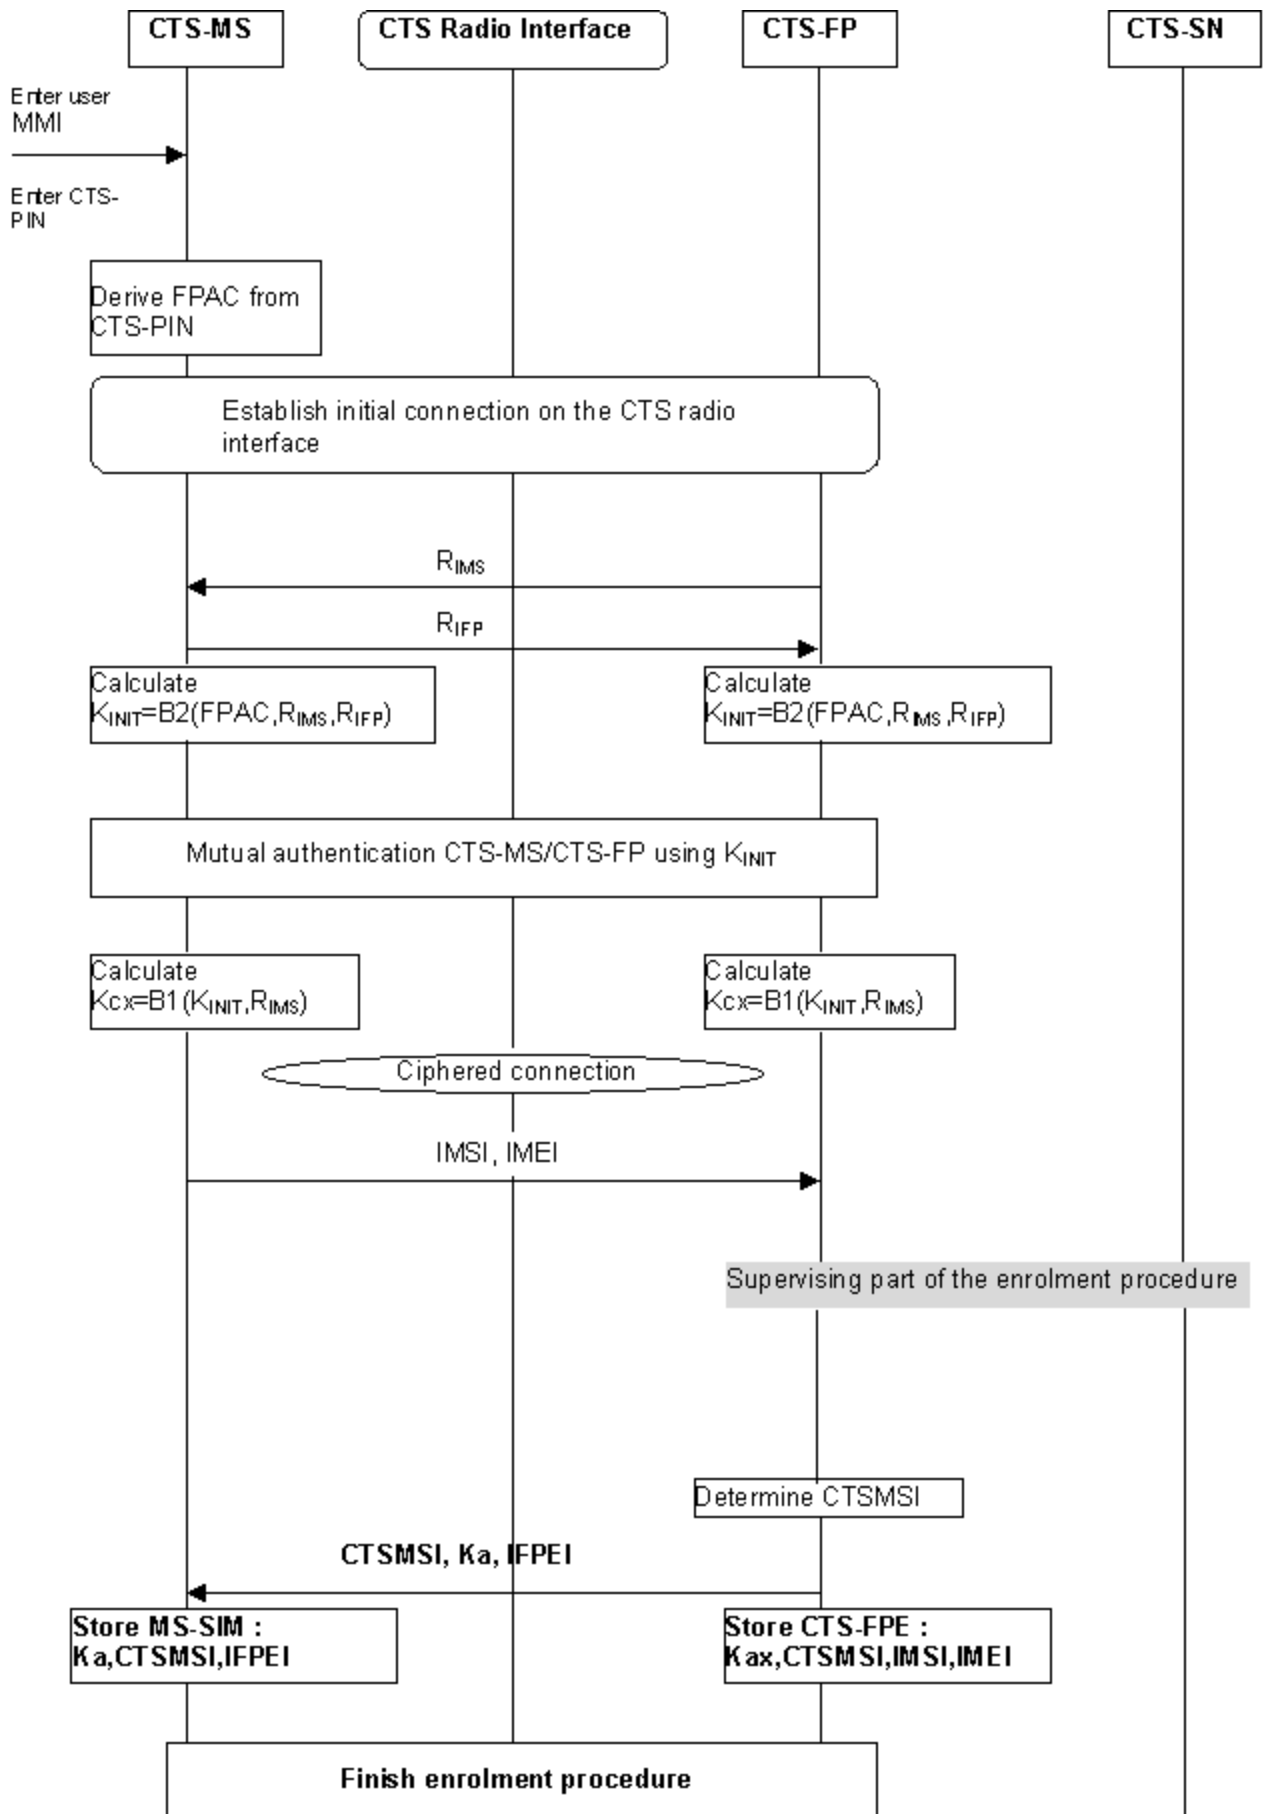 CTS-MS
CTS Radio Interface
CTS-FP
CTS-SN
Enter user
MMI
Enter CTS-
PIN
Derive FPAC from
CTS-PIN
Establish initial connection on the CTS radio
interface
RIMS
RIFP
Calculate
KINIT=B2(FPAC,RIMS,RIFP)
Calculate
KINIT=B2(FPAC,RIMS,RIFP)
Mutual authentication CTS-MS/CTS-FP using KINIT
Calculate
Kcx=B1(KINIT,RIMS)
Calculate
Kcx=B1(KINIT,RIMS)
Ciphered connection
IMSI, IMEI
Supervising part of the enrolment procedure
Determine CTSMSI
CTSMSI, Ka, IFPEI
Store MS-SIM :
Ka,CTSMSI,IFPEI
Store CTS-FPE :
Kax,CTSMSI,IMSI,IMEI
Finish enrolment procedure